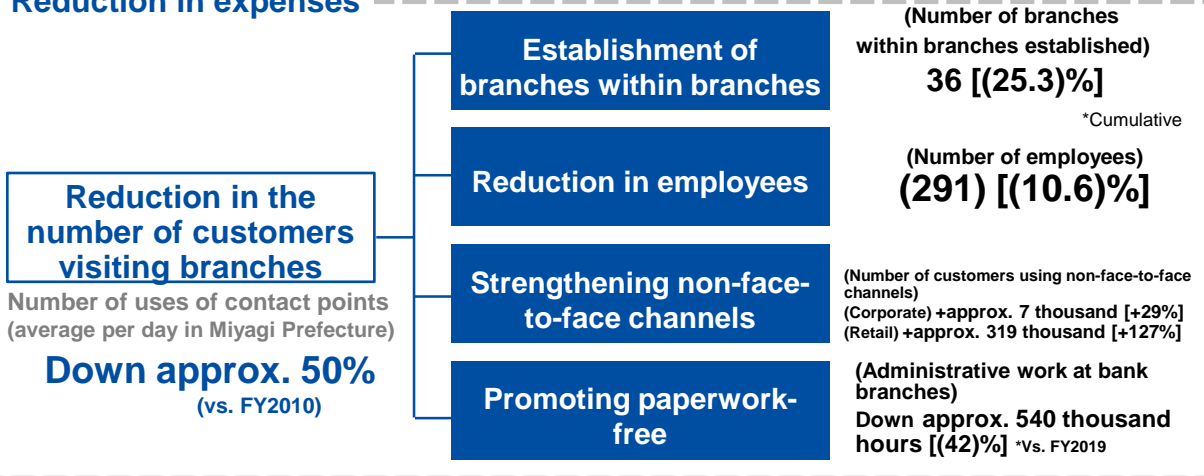 Reduction in expenses
Reduction in the
number of customers
visiting branches
Number of uses of contact points
(average per day in Miyagi Prefecture)
Down approx. 50%
(vs. FY2010)
Establishment of
branches within branches
(Number of branches
within branches established)
36 [(25.3)%]
*Cumulative
Reduction in employees
(Number of employees)
(291) [(10.6)%]
Strengthening non-face-
to-face channels
(Number of customers using non-face-to-face
channels)
(Corporate) +approx. 7 thousand [+29%]
(Retail) +approx. 319 thousand [+127%]
Promoting paperwork-
free
(Administrative work at bank
branches)
Down approx. 540 thousand
hours [(42)%] *Vs. FY2019